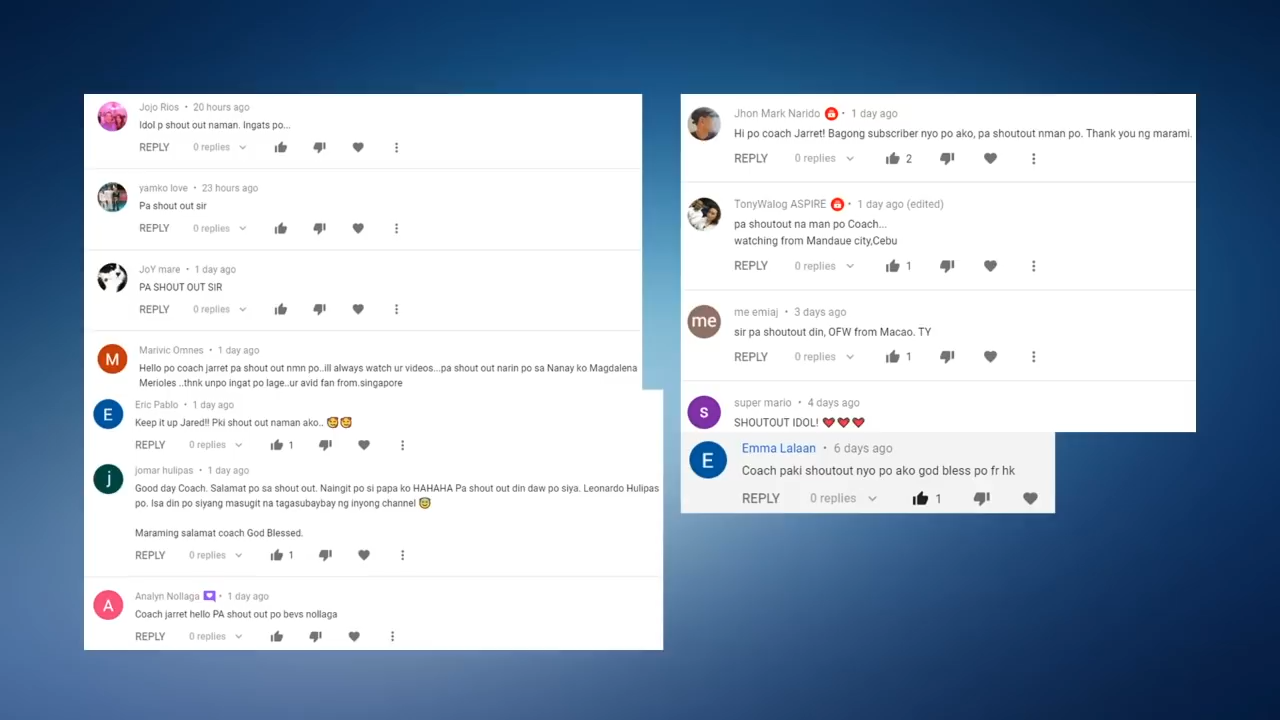 Jojo Rios • 20 hours ago
Idol p shout out naman. Ingats po...
REPLY 0 replies
yamko love • 23 hours ago
Pa shout out sir
REPLY 0 replies
JoY mare • 1 day ago
PA SHOUT OUT SIR
REPLY 0 replies
M
Marivic Omnes • 1 day ago
Hello po coach jarret pa shout out nmn po..ill always watch ur videos...pa shout out narin po sa Nanay ko Magdalena
Merioles ..thnk unpo ingat po lage..ur avid fan from.singapore
E
Eric Pablo • 1 day ago
Keep it up Jared!! Pki shout out naman ako.. 🥰🥰
REPLY 0 replies 1
j
jomar hulipas • 1 day ago
Good day Coach. Salamat po sa shout out. Naingit po si papa ko HAHAHA Pa shout out din daw po siya. Leonardo Hulipas
po. Isa din po siyang masugit na tagasubaybay ng inyong channel 😇
Maraming salamat coach God Blessed.
REPLY 0 replies 1
A
Analyn Nollaga • 1 day ago
Coach jarret hello PA shout out po bevs nollaga
REPLY 0 replies
Jhon Mark Narido • 1 day ago
Hi po coach Jarret! Bagong subscriber nyo po ako, pa shoutout nman po. Thank you ng marami.
REPLY 0 replies 2
TonyWalog ASPIRE • 1 day ago (edited)
pa shoutout na man po Coach...
watching from Mandaue city,Cebu
REPLY 0 replies 1
me
me emiaj • 3 days ago
sir pa shoutout din, OFW from Macao. TY
REPLY 0 replies 1
s
super mario • 4 days ago
SHOUTOUT IDOL! ❤️❤️❤️
E
Emma Lalaan • 6 days ago
Coach paki shoutout nyo po ako god bless po fr hk
REPLY 0 replies 1